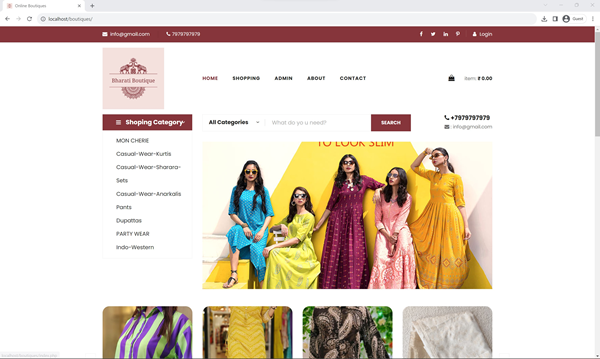 Online Boutiques
localhost/boutiques/
Guest
info@gmail.com
7979797979
Login
Bharati Boutique
HOME
SHOPPING
ADMIN
ABOUT
CONTACT
item: ₹ 0.00
Shoping Category
All Categories
What do yo u need?
SEARCH
+7979797979
: info@gmail.com
MON CHERIE
Casual-Wear-Kurtis
Casual-Wear-Sharara-
Sets
Casual-Wear-Anarkalis
Pants
Dupattas
PARTY WEAR
Indo-Western
TO LOOK SLIM